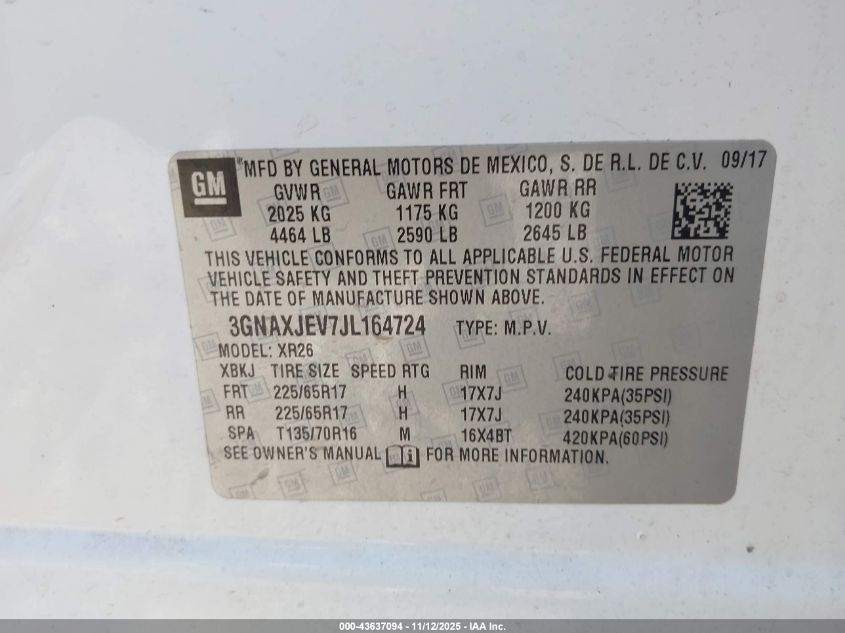 GM
®MFD BY GENERAL MOTORS DE MEXICO, S. DE R.L. DE C.V. 09/17
GVWR GAWR FRT GAWR RR
2025 KG 1175 KG 1200 KG
4464 LB 2590 LB 2645 LB
THIS VEHICLE CONFORMS TO ALL APPLICABLE U.S. FEDERAL MOTOR
VEHICLE SAFETY AND THEFT PREVENTION STANDARDS IN EFFECT ON
THE DATE OF MANUFACTURE SHOWN ABOVE.
3GNAXJEV7JL164724 TYPE: M.P.V.
MODEL: XR26
XBKJ TIRE SIZE SPEED RTG RIM COLD TIRE PRESSURE
FRT 225/65R17 H 17X7J 240KPA(35PSI)
RR 225/65R17 H 17X7J 240KPA(35PSI)
SPA T135/70R16 M 16X4BT 420KPA(60PSI)
SEE OWNER'S MANUAL i FOR MORE INFORMATION.
000-43637094 - 11/12/2025 - IAA Inc.